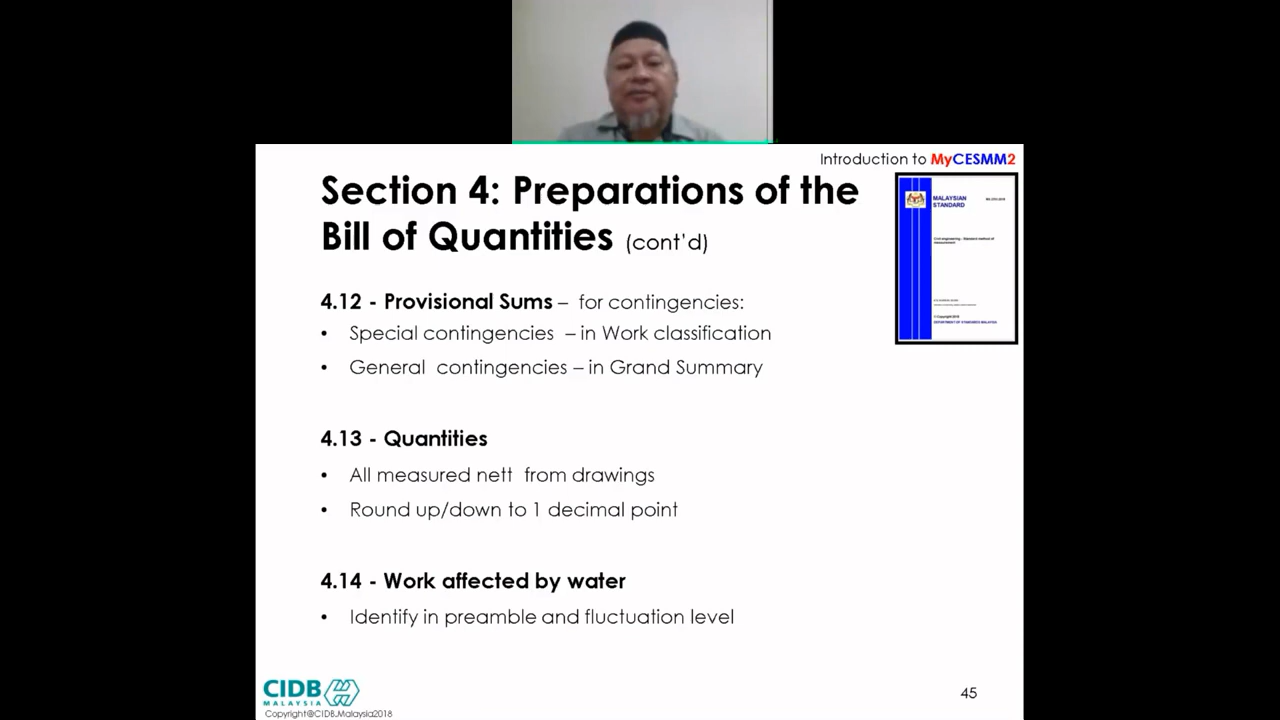 Introduction to MyCESMM2
Section 4: Preparations of the
Bill of Quantities (cont'd)
MALAYSIAN
STANDARD
4.12 - Provisional Sums – for contingencies:
• Special contingencies – in Work classification
• General contingencies – in Grand Summary
4.13 - Quantities
• All measured nett from drawings
• Round up/down to 1 decimal point
4.14 - Work affected by water
• Identify in preamble and fluctuation level
CIDB
MALAYSIA
Copyright@CIDB.Malaysia2018
45